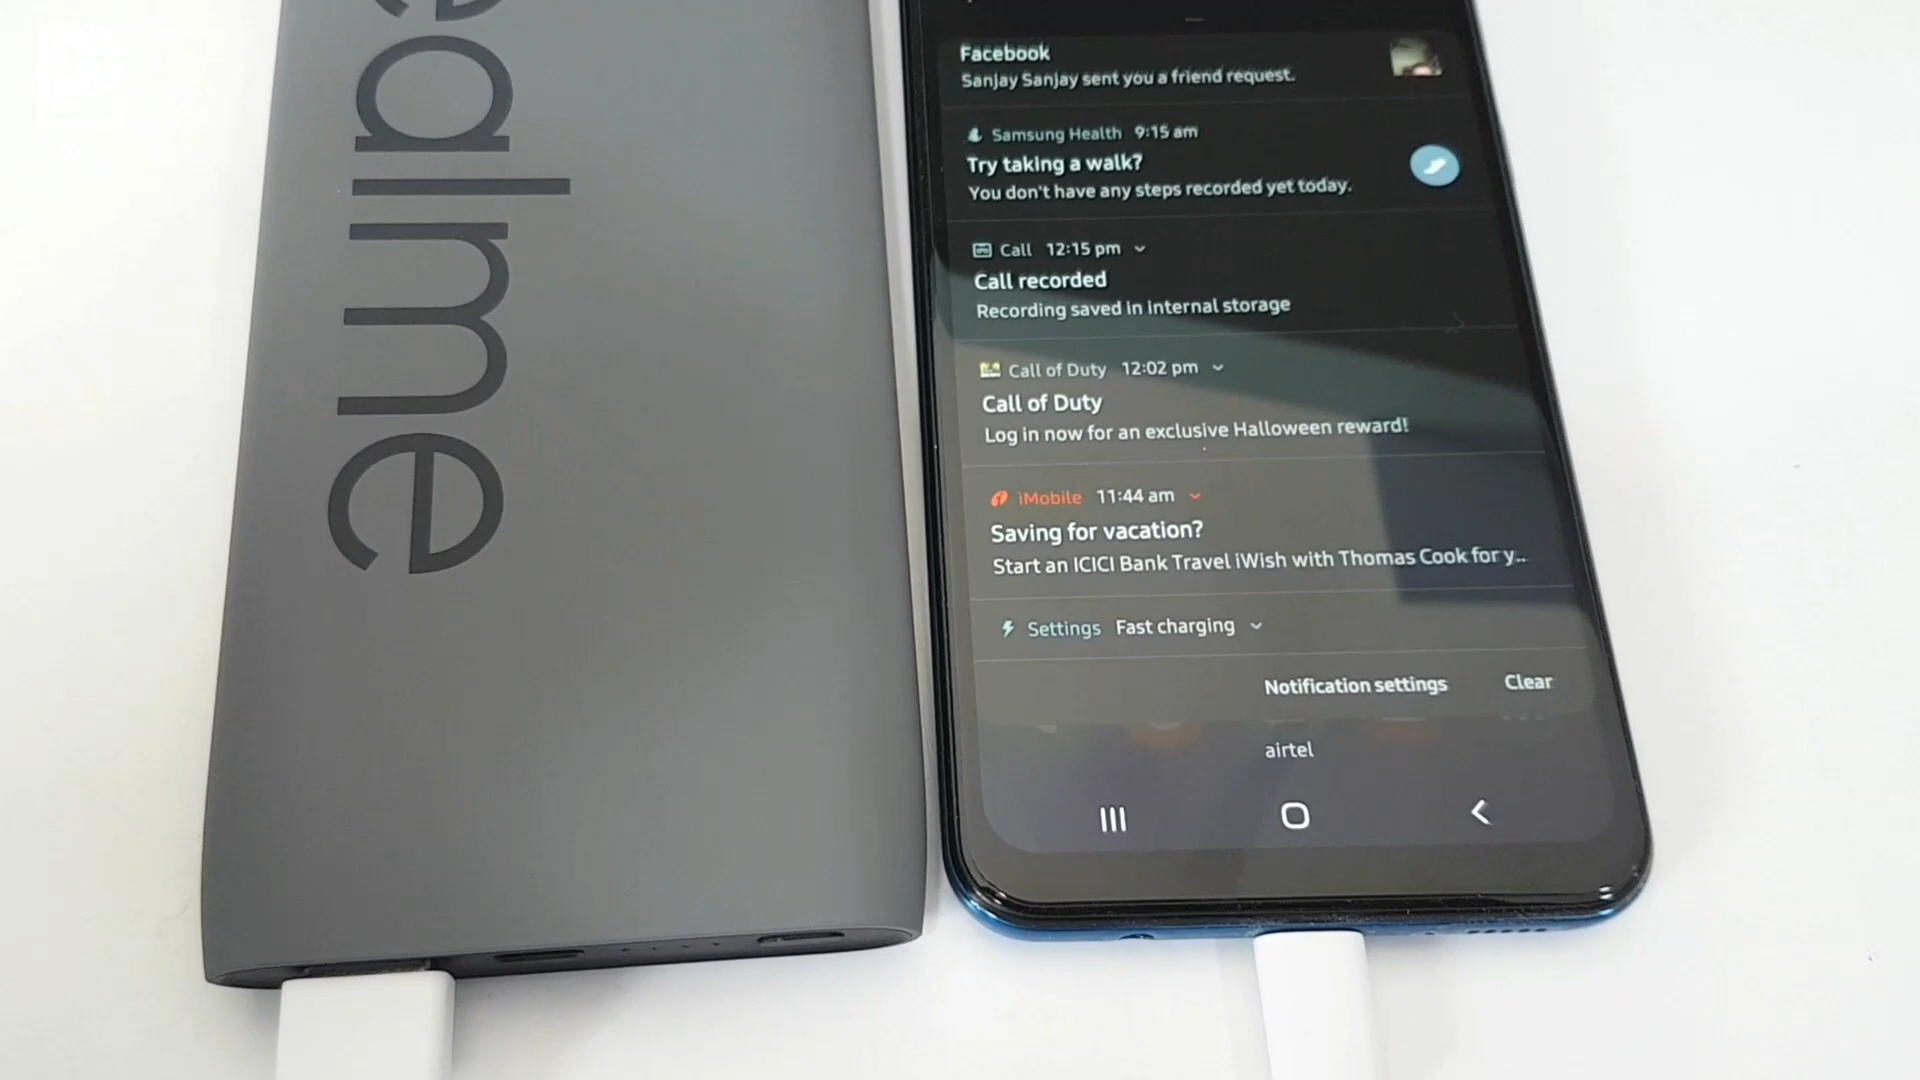 ealme
Facebook
Sanjay Sanjay sent you a friend request.
Samsung Health 9:15 am
Try taking a walk?
You don't have any steps recorded yet today.
Call 12:15 pm
Call recorded
Recording saved in internal storage
Call of Duty 12:02 pm
Call of Duty
Log in now for an exclusive Halloween reward!
iMobile 11:44 am
Saving for vacation?
Start an ICICI Bank Travel iWish with Thomas Cook for y..
Settings Fast charging
Notification settings Clear
airtel